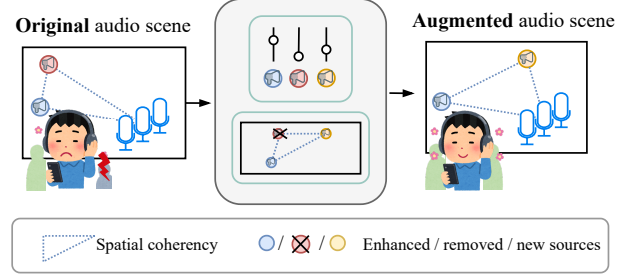 Original audio scene
Augmented audio scene
Spatial coherency
/ / Enhanced / removed / new sources